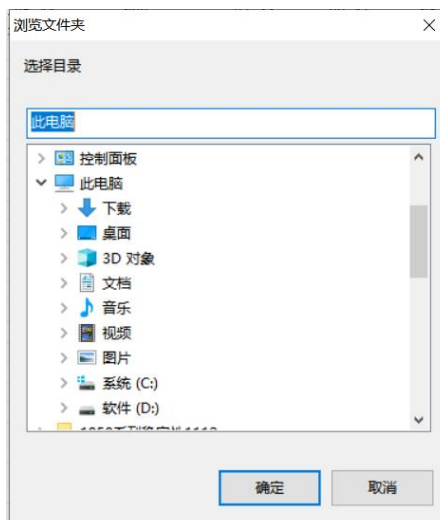 浏览文件夹
选择目录
此电脑
控制面板
此电脑
下载
桌面
3D 对象
文档
音乐
视频
图片
系统 (C:)
软件 (D:)
确定
取消